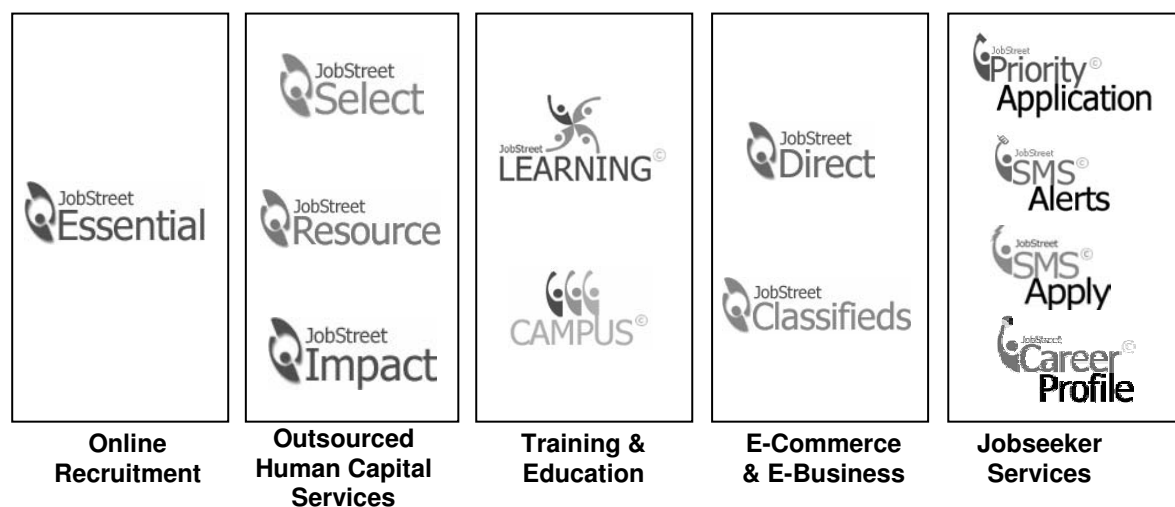 JobStreet
Essential
Online
Recruitment
JobStreet
Select
JobStreet
Resource
JobStreet
Impact
Outsourced
Human Capital
Services
JobStreet
LEARNING©
CAMPUS©
Training &
Education
JobStreet
Direct
JobStreet
Classifieds
E-Commerce
& E-Business
JobStreet
Priority©
Application
JobStreet
SMS©
Alerts
JobStreet
SMS©
Apply
JobStreet
Career©
Profile
Jobseeker
Services